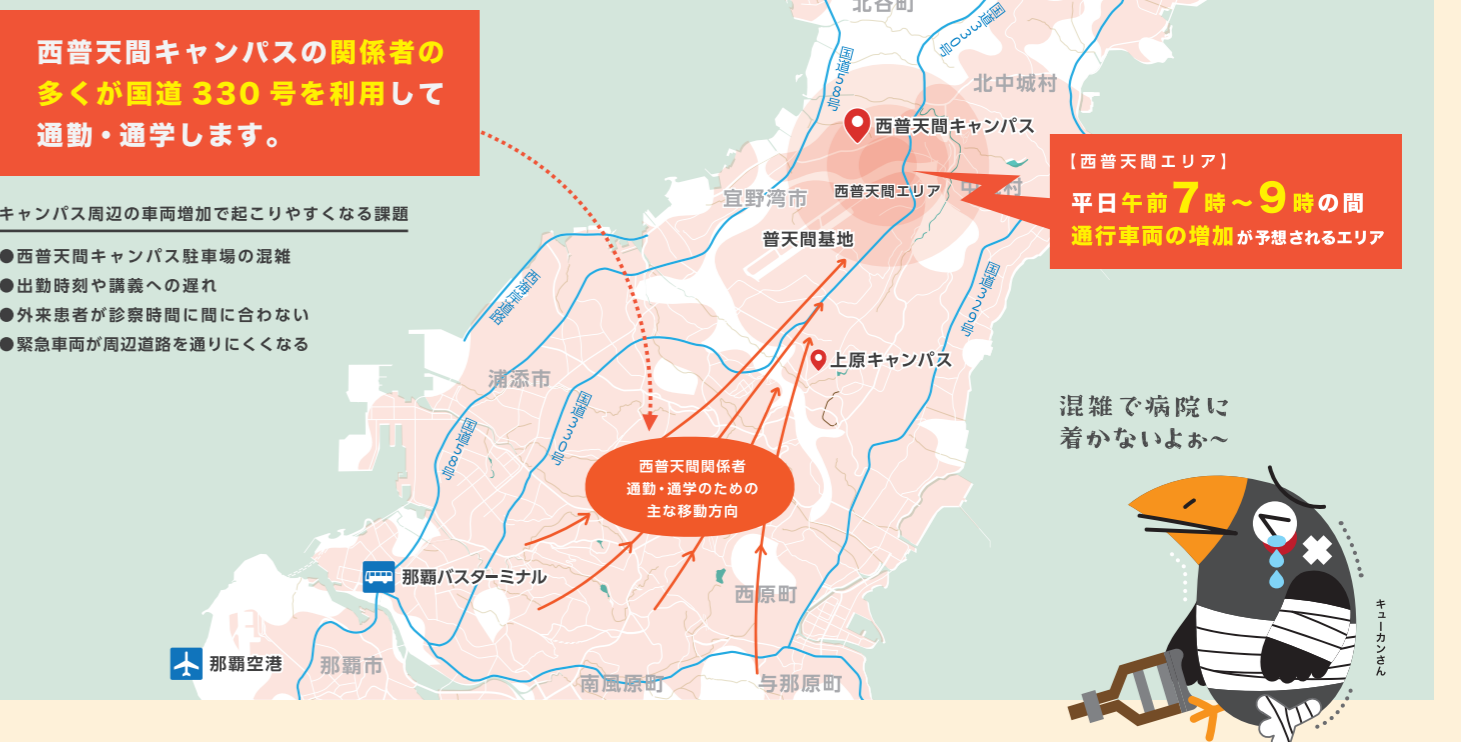 西普天間キャンパスの関係者の
多くが国道 330 号を利用して
通勤・通学します。
キャンパス周辺の車両増加で起こりやすくなる課題
●西普天間キャンパス駐車場の混雑
●出勤時刻や講義への遅れ
●外来患者が診察時間に間に合わない
●緊急車両が周辺道路を通りにくくなる
北谷町
国道330号
国道58号
北中城村
西普天間キャンパス
【西普天間エリア】
平日午前7時～9時の間
通行車両の増加が予想されるエリア
宜野湾市
西普天間エリア
普天間基地
西海岸道路
国道329号
上原キャンパス
浦添市
国道330号
国道58号
西普天間関係者
通勤・通学のための
主な移動方向
混雑で病院に
着かないよぉ～
那覇バスターミナル
西原町
キューカンさん
那覇空港
那覇市
南風原町
与那原町